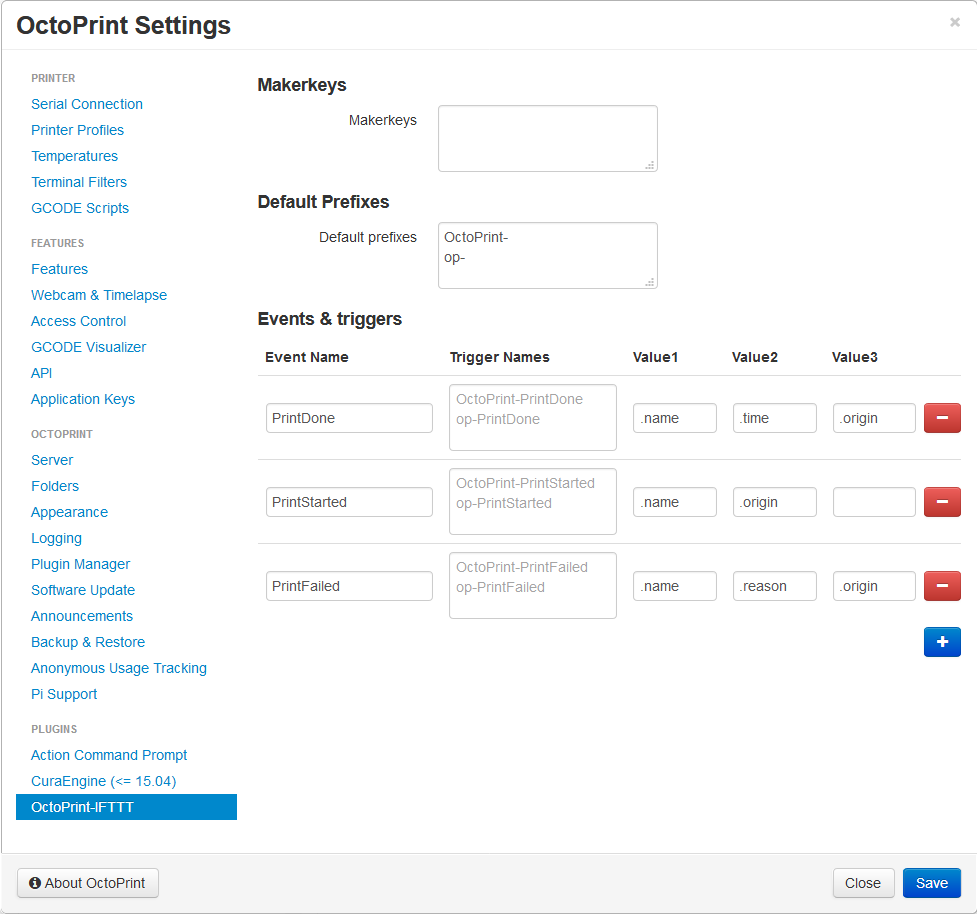 OctoPrint Settings
×
PRINTER
Serial Connection
Printer Profiles
Temperatures
Terminal Filters
GCODE Scripts
FEATURES
Features
Webcam & Timelapse
Access Control
GCODE Visualizer
API
Application Keys
OCTOPRINT
Server
Folders
Appearance
Logging
Plugin Manager
Software Update
Announcements
Backup & Restore
Anonymous Usage Tracking
Pi Support
PLUGINS
Action Command Prompt
CuraEngine (<= 15.04)
OctoPrint-IFTTT
Makerkeys
Makerkeys
Default Prefixes
Default prefixes
OctoPrint-
op-
Events & triggers
Event Name Trigger Names Value1 Value2 Value3
PrintDone
OctoPrint-PrintDone
op-PrintDone
.name .time .origin
PrintStarted
OctoPrint-PrintStarted
op-PrintStarted
.name .origin
PrintFailed
OctoPrint-PrintFailed
op-PrintFailed
.name .reason .origin
About OctoPrint
Close Save